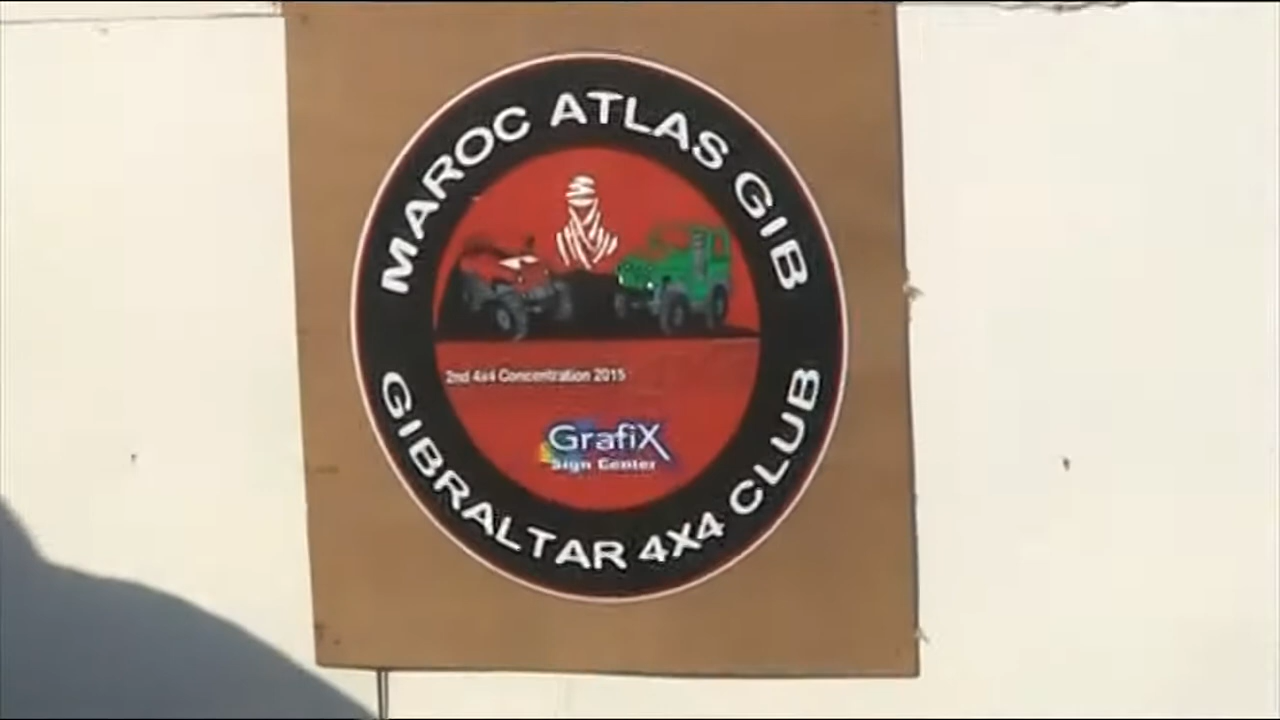 MAROC ATLAS GIB
2nd 4x4 Concentration 2015
GrafiX
Sign Center
GIBRALTAR 4X4 CLUB